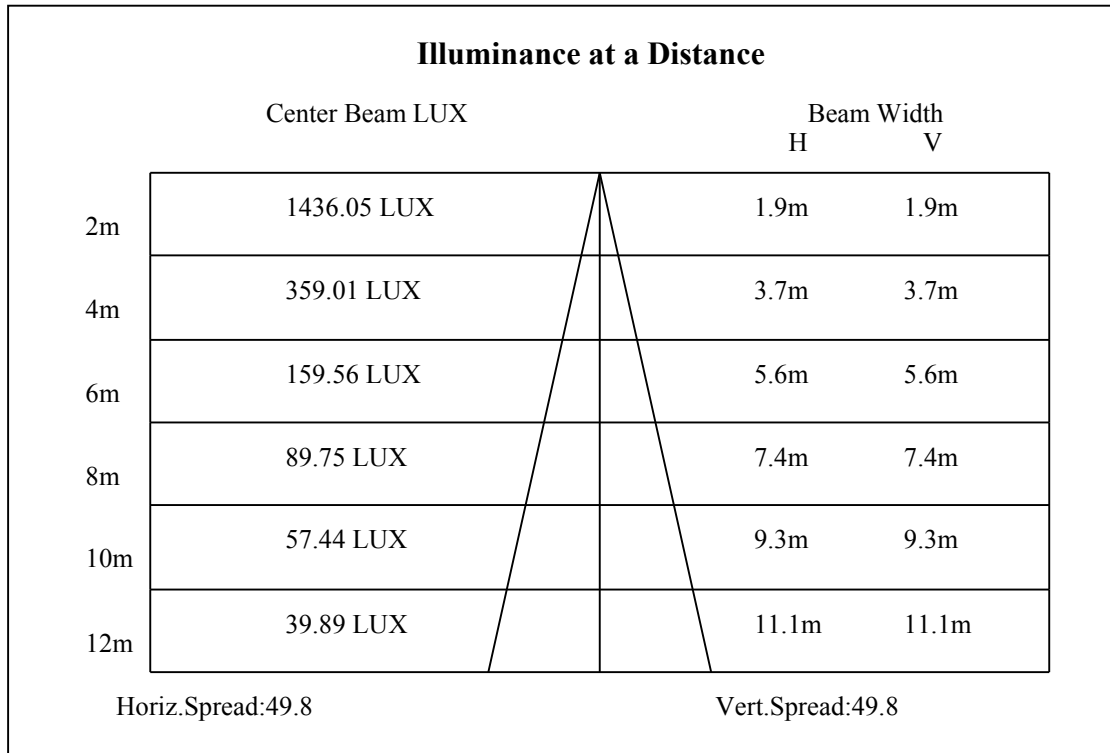 Illuminance at a Distance
Center Beam LUX Beam Width
H V
2m 1436.05 LUX 1.9m 1.9m
4m 359.01 LUX 3.7m 3.7m
6m 159.56 LUX 5.6m 5.6m
8m 89.75 LUX 7.4m 7.4m
10m 57.44 LUX 9.3m 9.3m
12m 39.89 LUX 11.1m 11.1m
Horiz.Spread:49.8 Vert.Spread:49.8